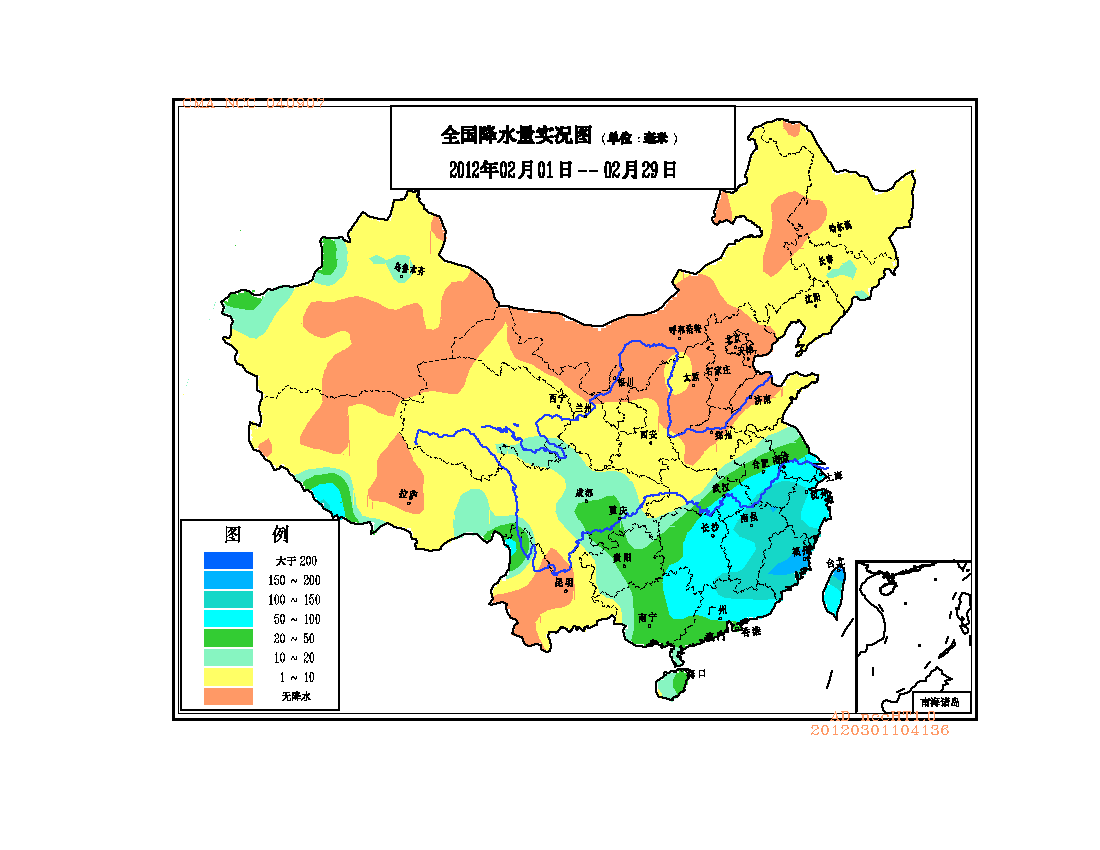 CMA NCC 040902
全国降水量实况图（单位：毫米）
2012年02月01日 -- 02月29日
哈尔滨
长春
乌鲁木齐
沈阳
呼和浩特
北京
天津
银川
太原
石家庄
西宁
兰州
济南
西安
郑州
合肥
南京
上海
拉萨
成都
武汉
杭州
重庆
长沙
南昌
贵阳
福州
台北
昆明
南宁
广州
澳门
香港
海口
图 例
大于 200
150 ~ 200
100 ~ 150
50 ~ 100
20 ~ 50
10 ~ 20
1 ~ 10
无降水
南海诸岛
20120301104136